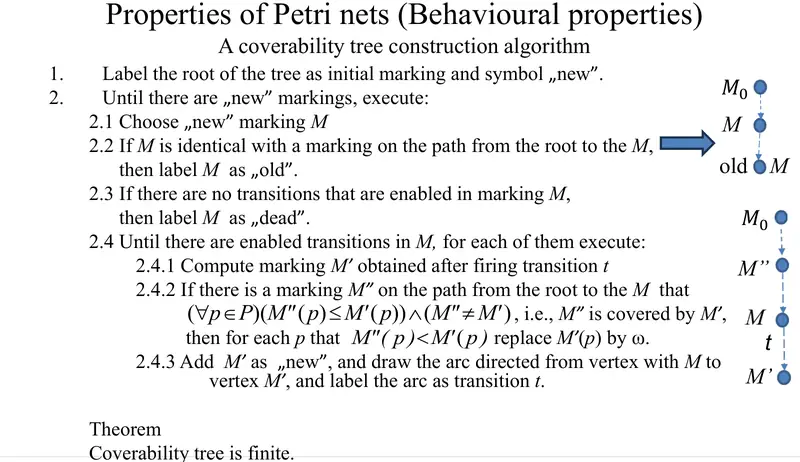 Properties of Petri nets (Behavioural properties)
A coverability tree construction algorithm
1. Label the root of the tree as initial marking and symbol „new”.
2. Until there are „new” markings, execute:
2.1 Choose „new” marking M
2.2 If M is identical with a marking on the path from the root to the M,
then label M as „old”.
2.3 If there are no transitions that are enabled in marking M,
then label M as „dead”.
2.4 Until there are enabled transitions in M, for each of them execute:
2.4.1 Compute marking M′ obtained after firing transition t
2.4.2 If there is a marking M″ on the path from the root to the M that
(∀p∈P)(M″(p)≤M′(p))∧(M″≠M′), i.e., M″ is covered by M′,
then for each p that M″(p)<M′(p) replace M′(p) by ω.
2.4.3 Add M′ as „new”, and draw the arc directed from vertex with M to
vertex M′, and label the arc as transition t.
Theorem
Coverability tree is finite.
M₀
M
old M
M₀
M’’
M
t
M’